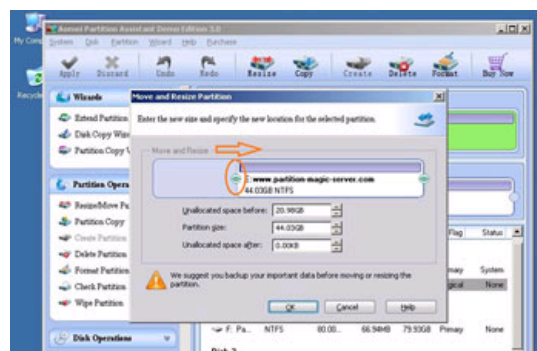 Aomei Partition Assistant Demo Edition 3.0
My Comp
System Disk Partition Wizard Help Purchase
Apply Discard Undo Redo Resize Copy Create Delete Format Buy Now
Recycle
Wizards
Extend Partition
Disk Copy Wiza
Partition Copy W
Partition Opera
Resize/Move Pa
Partition Copy
Create Partition
Delete Partition
Format Partition
Check Partition
Wipe Partition
Disk Operations
Move and Resize Partition
Enter the new size and specify the new location for the selected partition.
Move and Resize
www.partition-magic-server.com
44.03GB NTFS
Unallocated space before: 20.98GB
Partition size: 44.03GB
Unallocated space after: 0.00KB
We suggest you backup your important data before moving or resizing the
partition.
OK Cancel Help
Flag Status
System
None
F: Pa... NTFS 80.00... 66.94MB 79.93GB Primary None
Disk 2